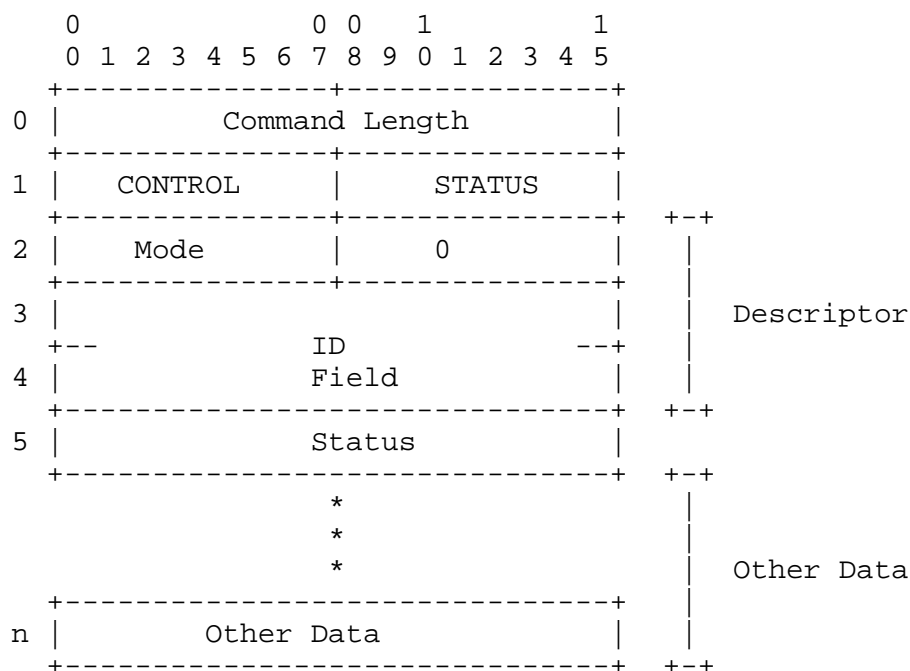 0 0 0 1 1
0 1 2 3 4 5 6 7 8 9 0 1 2 3 4 5
+---------------+---------------+
0 | Command Length |
+---------------+---------------+
1 | CONTROL | STATUS |
+---------------+---------------+ +-+
2 | Mode | 0 | |
+---------------+---------------+ |
3 | | | Descriptor
+-- ID --+ |
4 | Field | |
+-------------------------------+ +-+
5 | Status |
+-------------------------------+ +-+
* |
* |
* | Other Data
+-------------------------------+ |
n | Other Data | |
+-------------------------------+ +-+